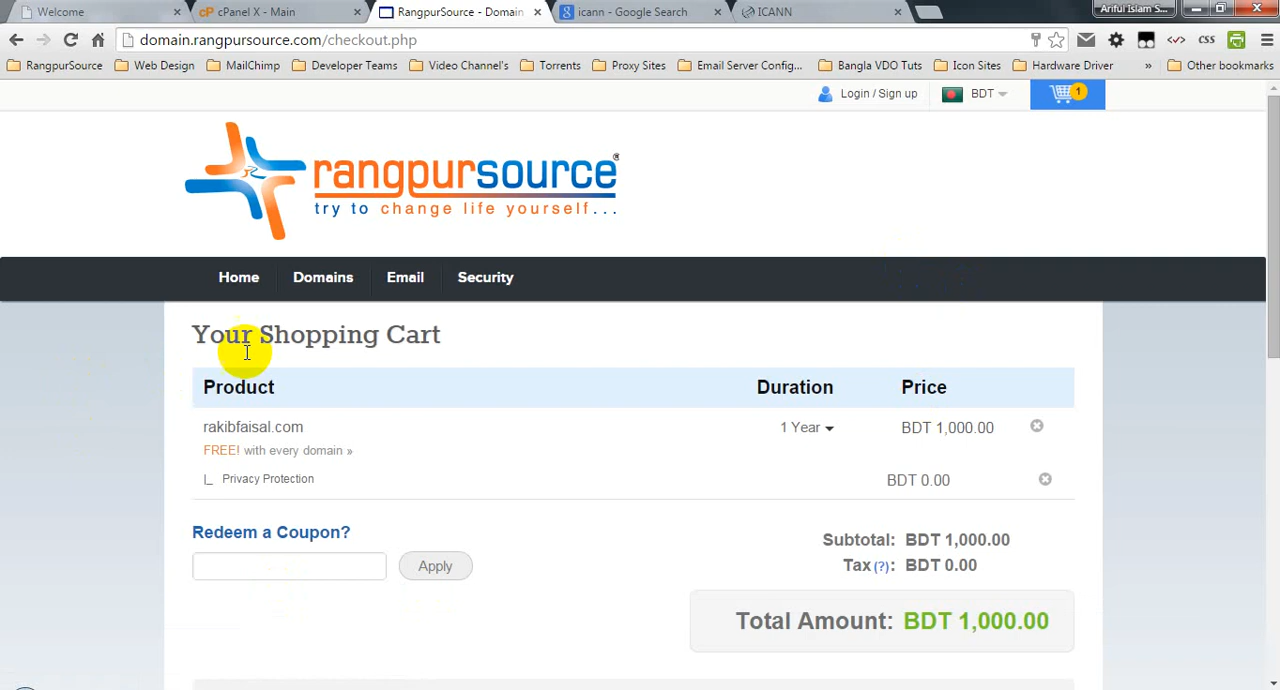 Welcome
cPanel X - Main
RangpurSource - Domain
icann - Google Search
ICANN
Ariful Islam S...
domain.rangpursource.com/checkout.php
CSS
RangpurSource
Web Design
MailChimp
Developer Teams
Video Channel's
Torrents
Proxy Sites
Email Server Config...
Bangla VDO Tuts
Icon Sites
Hardware Driver
»
Other bookmarks
Login / Sign up
BDT
1
rangpursource®
try to change life yourself...
Home
Domains
Email
Security
Your Shopping Cart
Product Duration Price
rakibfaisal.com 1 Year BDT 1,000.00
FREE! with every domain »
Privacy Protection BDT 0.00
Redeem a Coupon?
Apply
Subtotal: BDT 1,000.00
Tax (?): BDT 0.00
Total Amount: BDT 1,000.00